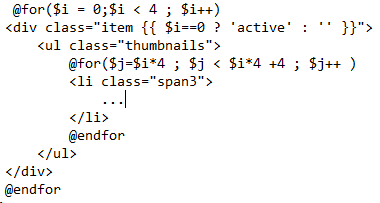 @for($i = 0;$i < 4 ; $i++)
<div class="item {{ $i==0 ? 'active' : '' }}">
<ul class="thumbnails">
@for($j=$i*4 ; $j < $i*4 +4 ; $j++ )
<li class="span3">
...
</li>
@endfor
</ul>
</div>
@endfor